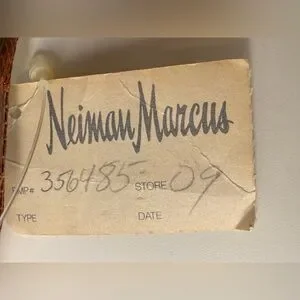 Neiman Marcus
EMP# 356485 STORE 09
TYPE DATE